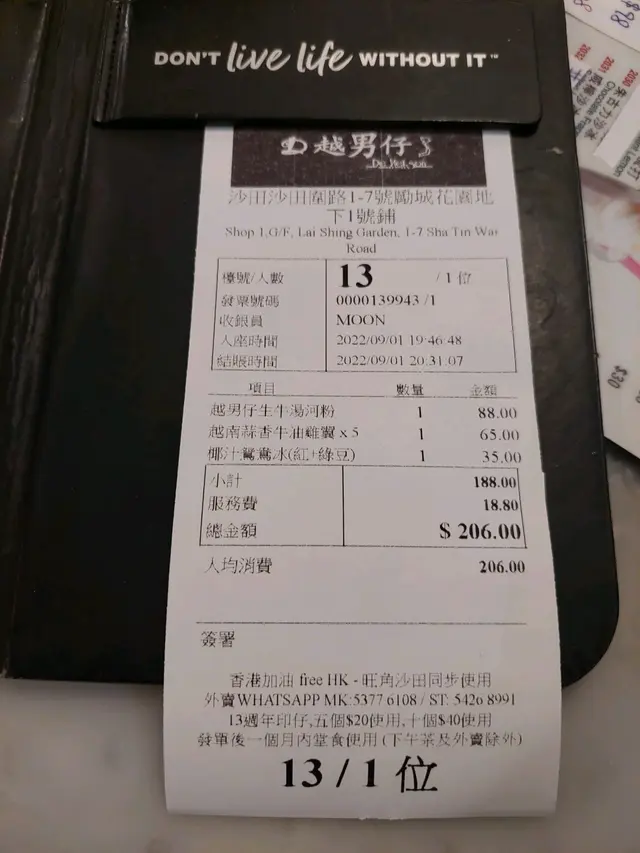 DON'T live life WITHOUT IT™
越男仔
沙田沙田圍路1-7號勵城花園地
下1號鋪
Shop 1,G/F, Lai Shing Garden, 1-7 Sha Tin Wai
Road
檯號/人數 13 / 1 位
發票號碼 0000139943 /1
收銀員 MOON
入座時間 2022/09/01 19:46:48
結賬時間 2022/09/01 20:31:07
項目 數量 金額
越男仔生牛湯河粉 1 88.00
越南蒜香牛油雞翼 x 5 1 65.00
椰汁鴛鴦冰(紅+綠豆) 1 35.00
小計 188.00
服務費 18.80
總金額 $ 206.00
人均消費 206.00
簽署
香港加油 free HK - 旺角沙田同步使用
外賣WHATSAPP MK:5377 6108 / ST: 5426 8991
13週年印仔,五個$20使用,十個$40使用
發單後一個月內堂食使用 (下午茶及外賣除外)
13 / 1 位
$30